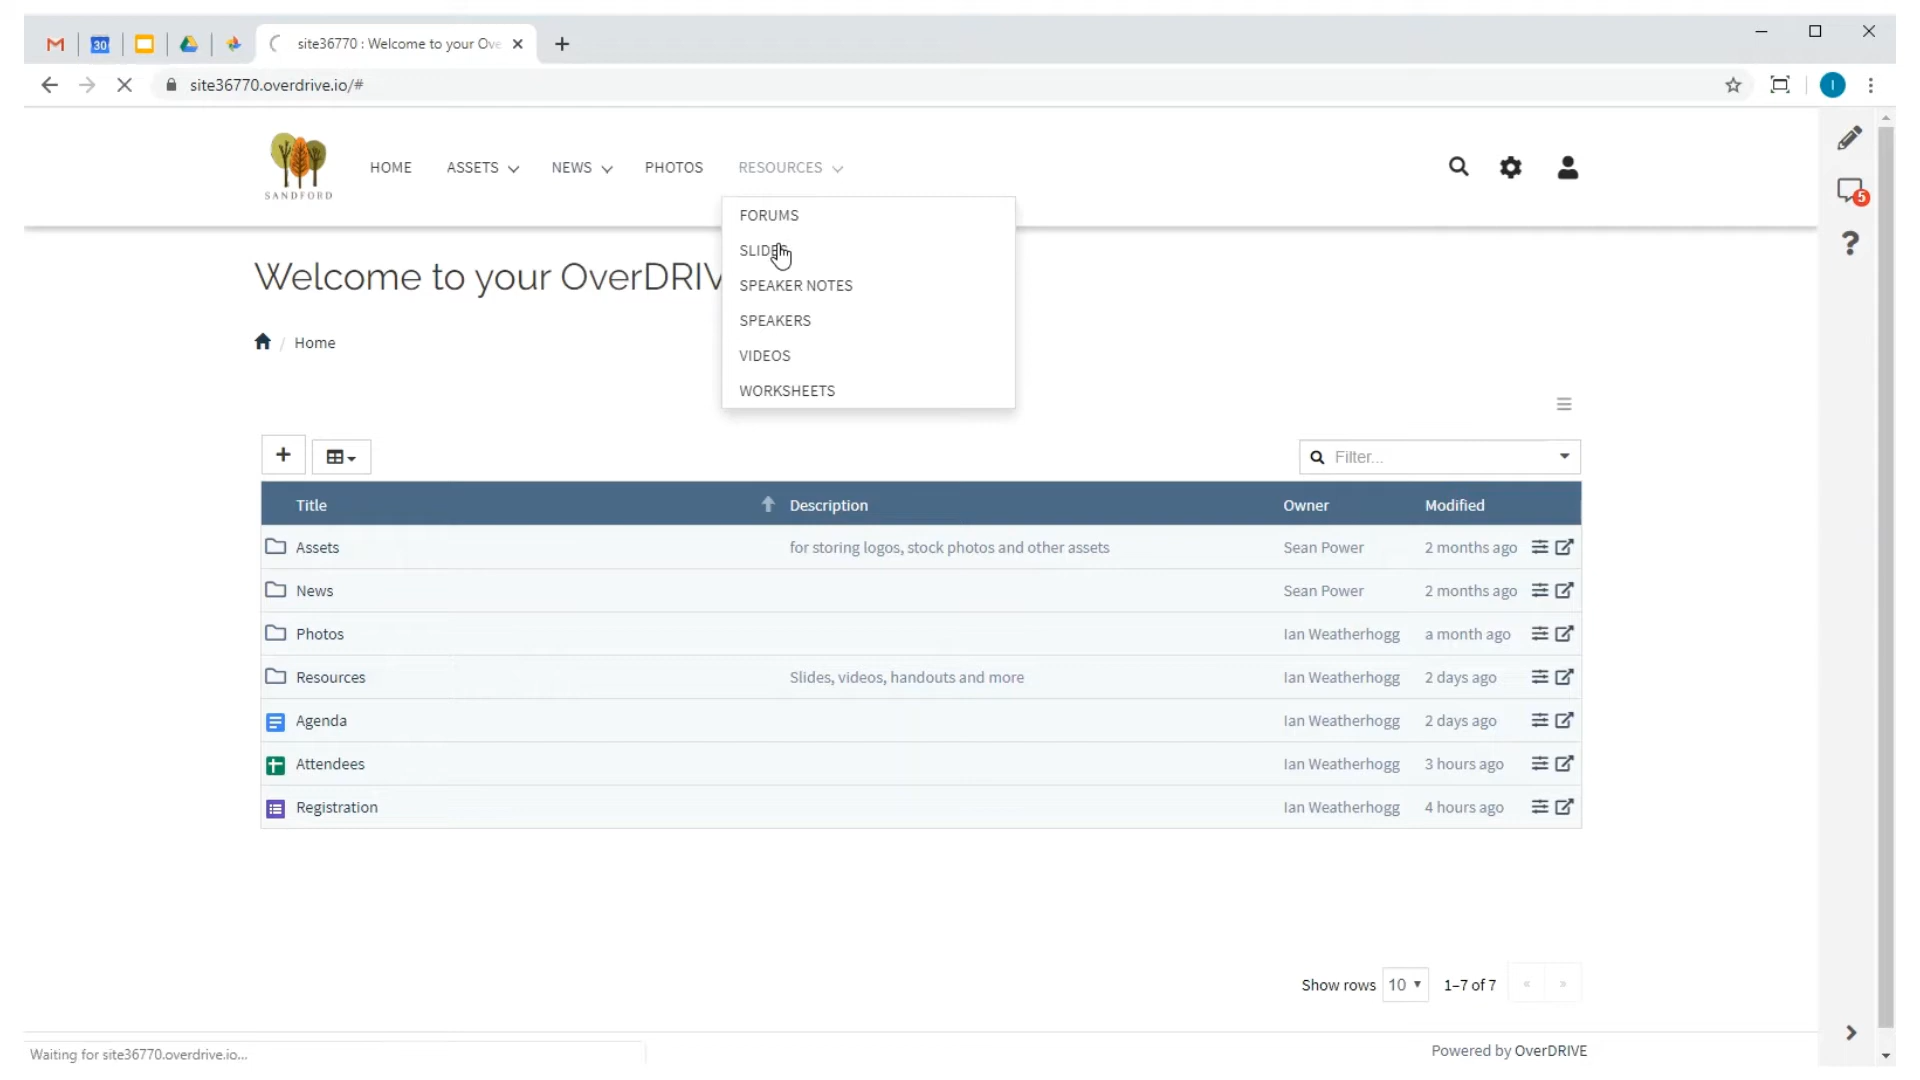 30 site36770 : Welcome to your Ove
site36770.overdrive.io/#
SANDFORD
HOME ASSETS NEWS PHOTOS RESOURCES
5
FORUMS
SLIDES
SPEAKER NOTES
SPEAKERS
VIDEOS
WORKSHEETS
Welcome to your OverDRIV
/ Home
Filter...
Title Description Owner Modified
Assets for storing logos, stock photos and other assets Sean Power 2 months ago
News Sean Power 2 months ago
Photos Ian Weatherhogg a month ago
Resources Slides, videos, handouts and more Ian Weatherhogg 2 days ago
Agenda Ian Weatherhogg 2 days ago
Attendees Ian Weatherhogg 3 hours ago
Registration Ian Weatherhogg 4 hours ago
Show rows 10 1–7 of 7 « »
Waiting for site36770.overdrive.io...
Powered by OverDRIVE